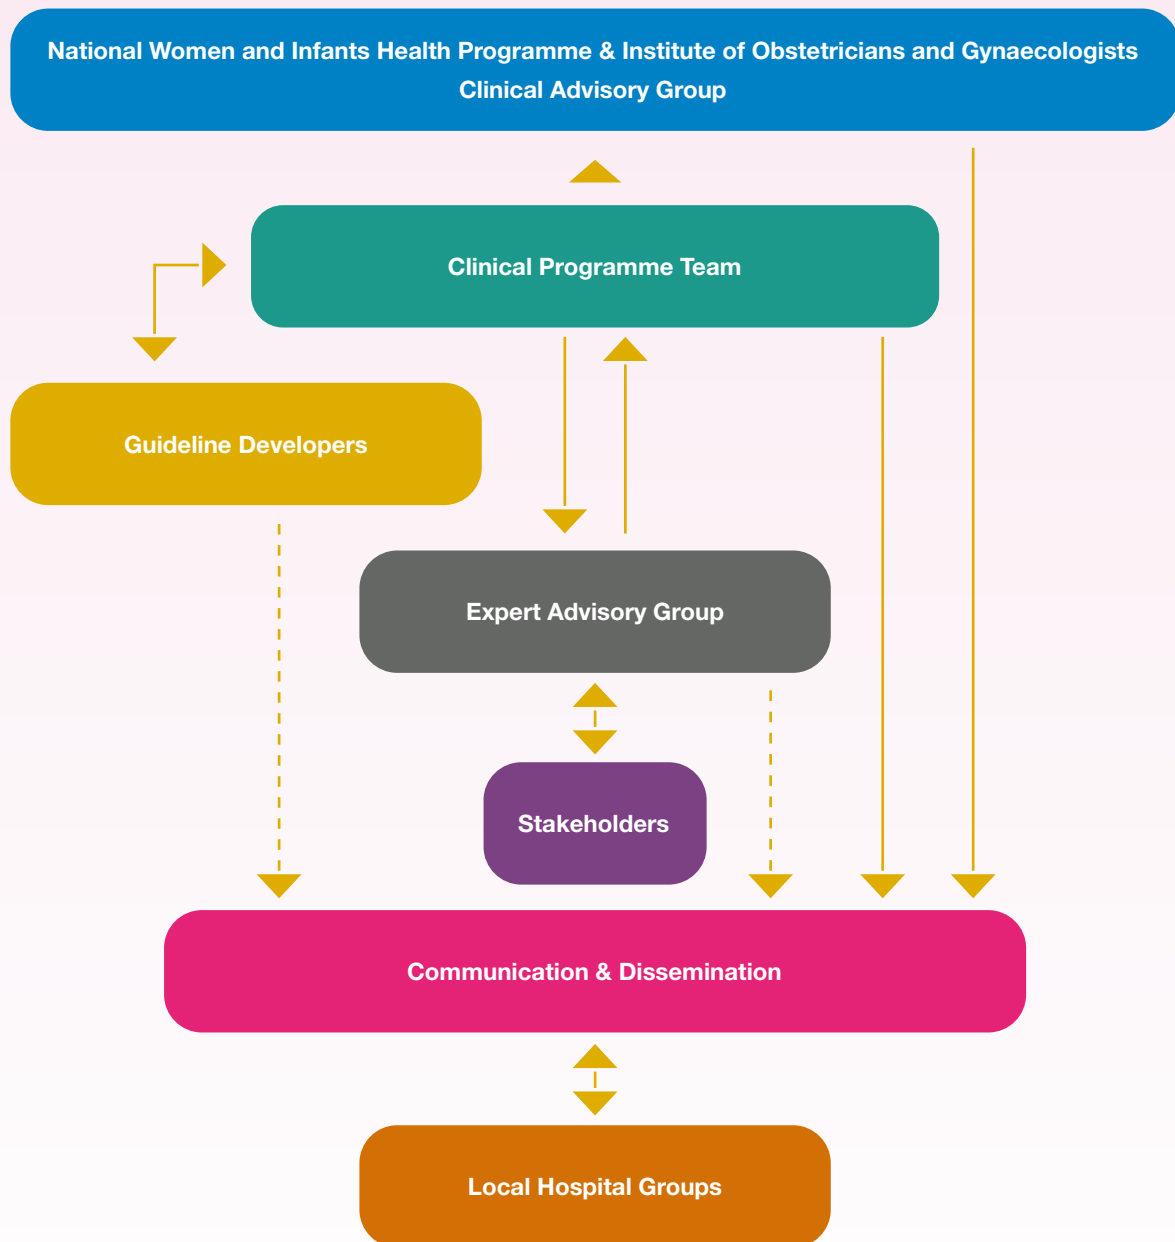 National Women and Infants Health Programme & Institute of Obstetricians and Gynaecologists
Clinical Advisory Group
Clinical Programme Team
Guideline Developers
Expert Advisory Group
Stakeholders
Communication & Dissemination
Local Hospital Groups